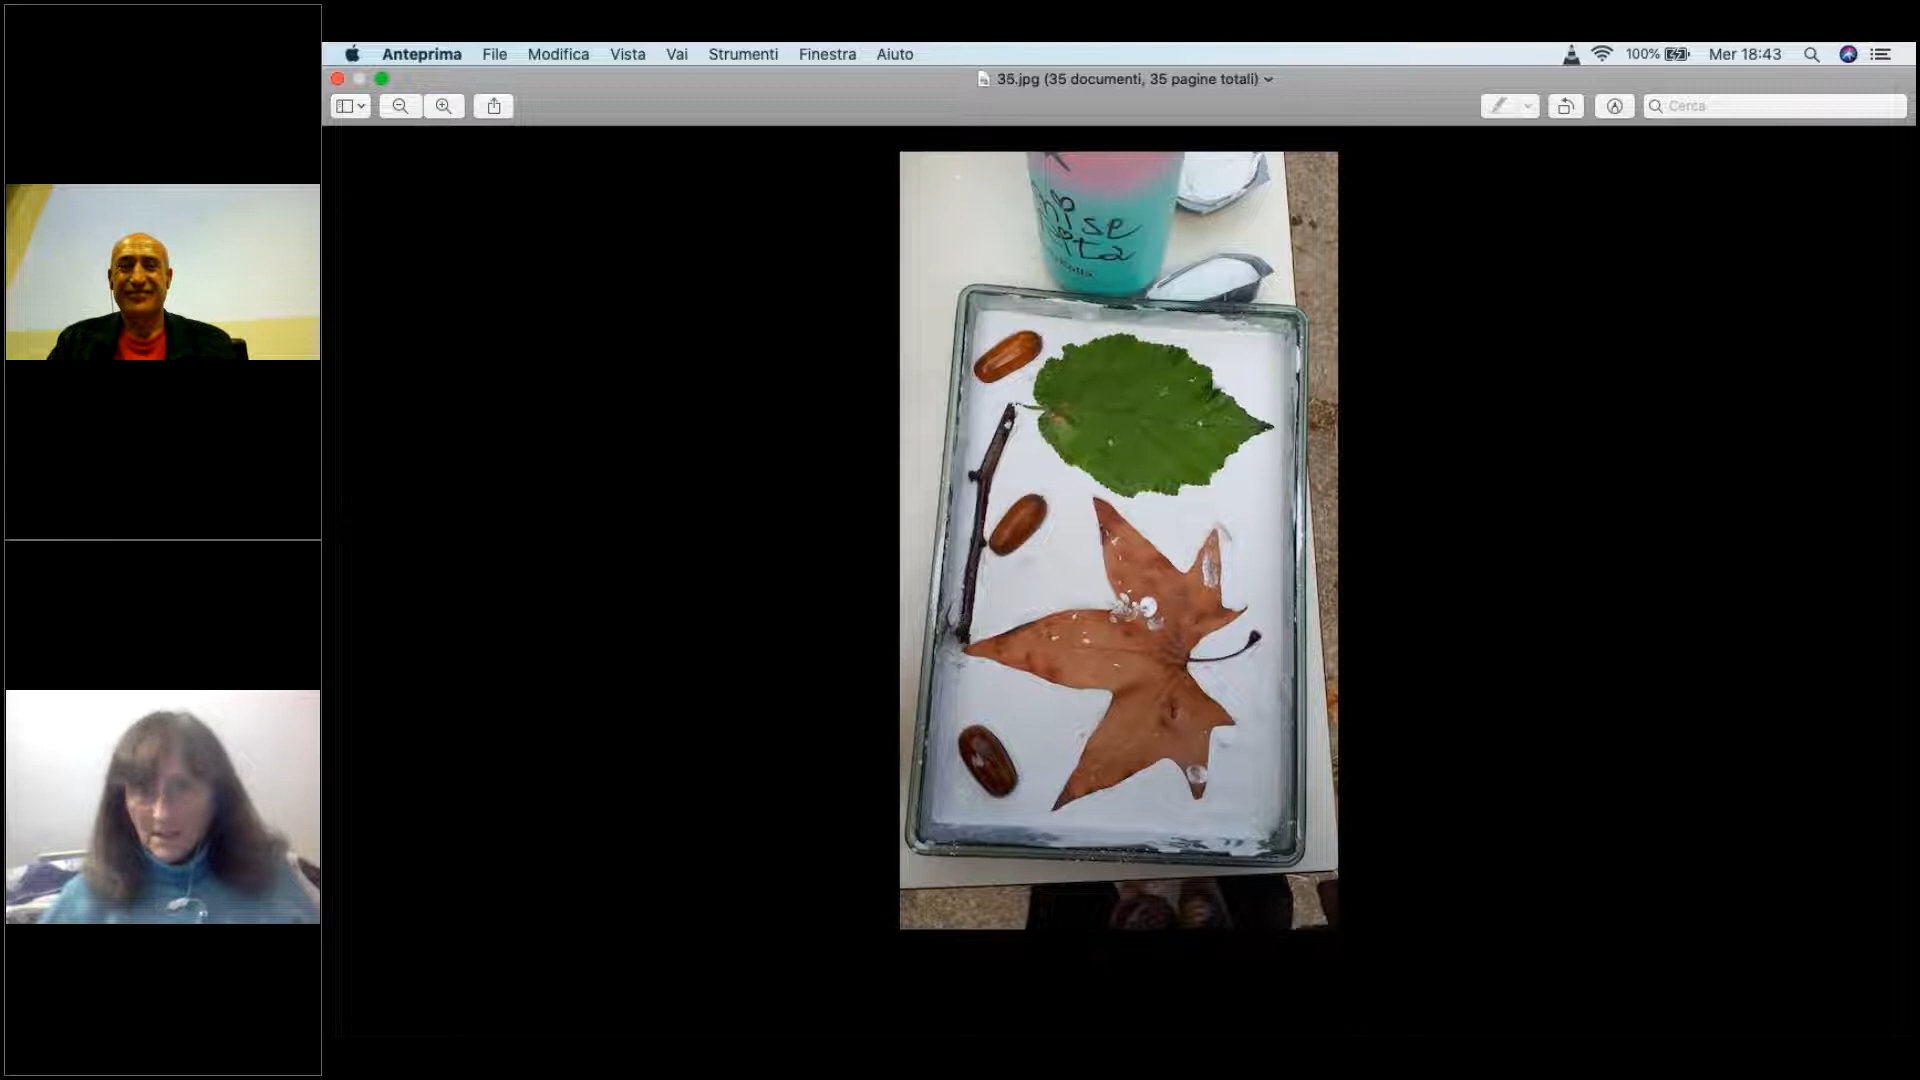 Anteprima File Modifica Vista Vai Strumenti Finestra Aiuto
100% Mer 18:43
35.jpg (35 documenti, 35 pagine totali)
Cerca